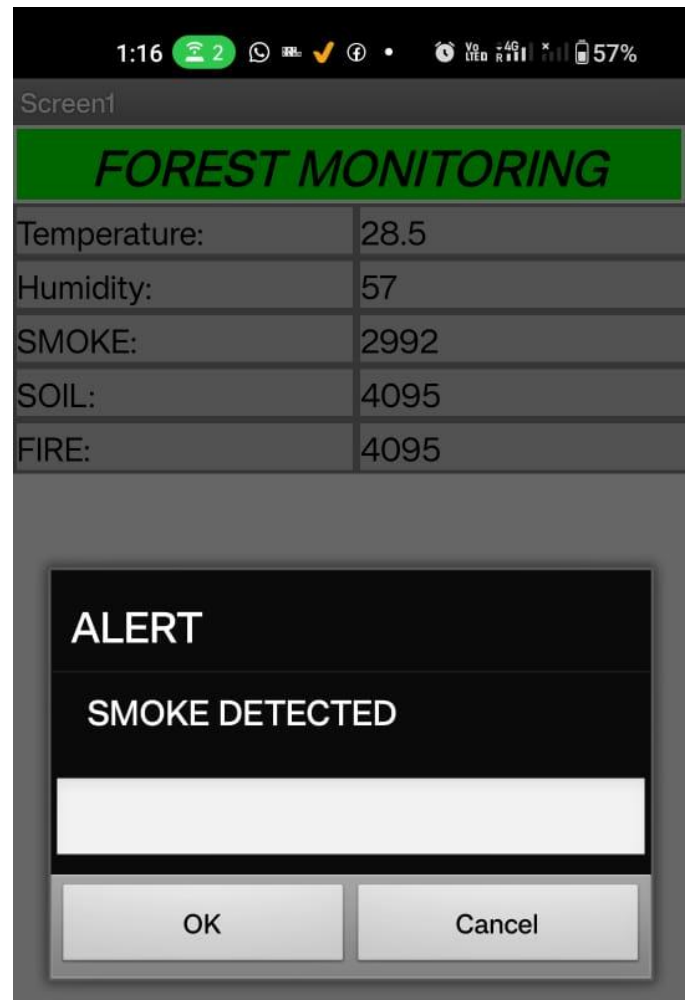 1:16 2 57%
Screen1
FOREST MONITORING
Temperature: 28.5
Humidity: 57
SMOKE: 2992
SOIL: 4095
FIRE: 4095
ALERT
SMOKE DETECTED
OK Cancel